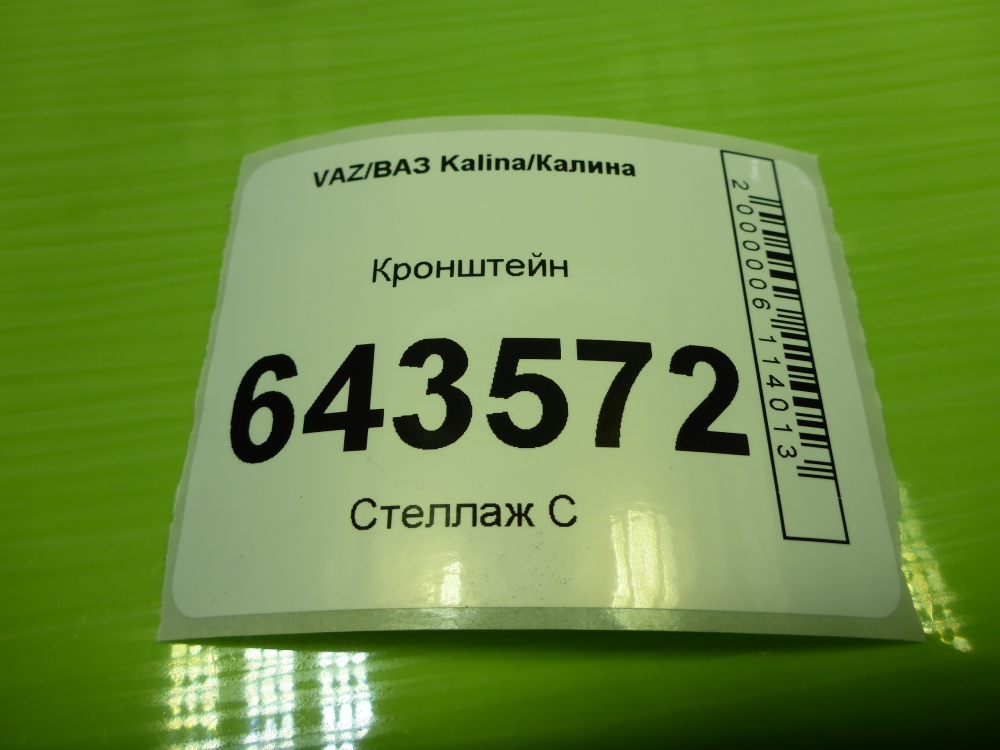 VAZ/ВАЗ Kalina/Калина
Кронштейн
643572
Стеллаж С
2000006114013